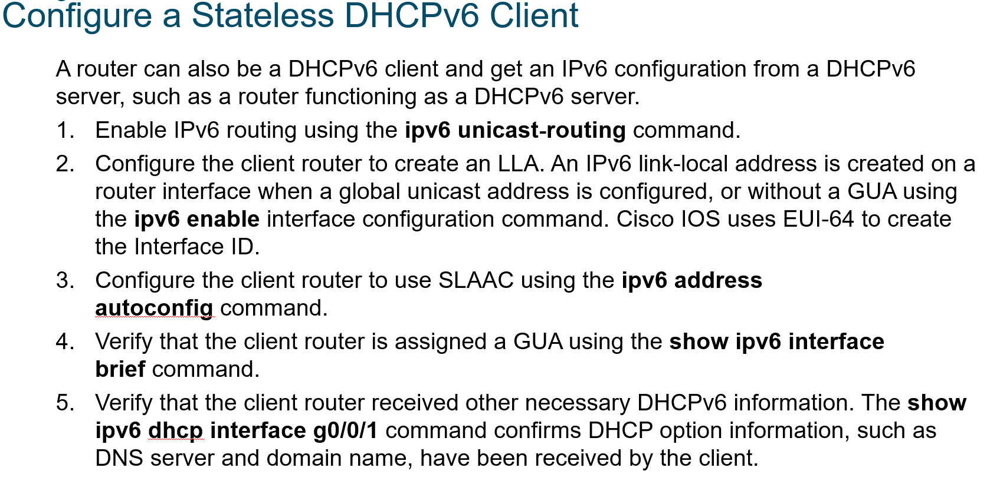 Configure a Stateless DHCPv6 Client
A router can also be a DHCPv6 client and get an IPv6 configuration from a DHCPv6
server, such as a router functioning as a DHCPv6 server.
1. Enable IPv6 routing using the ipv6 unicast-routing command.
2. Configure the client router to create an LLA. An IPv6 link-local address is created on a
router interface when a global unicast address is configured, or without a GUA using
the ipv6 enable interface configuration command. Cisco IOS uses EUI-64 to create
the Interface ID.
3. Configure the client router to use SLAAC using the ipv6 address
autoconfig command.
4. Verify that the client router is assigned a GUA using the show ipv6 interface
brief command.
5. Verify that the client router received other necessary DHCPv6 information. The show
ipv6 dhcp interface g0/0/1 command confirms DHCP option information, such as
DNS server and domain name, have been received by the client.